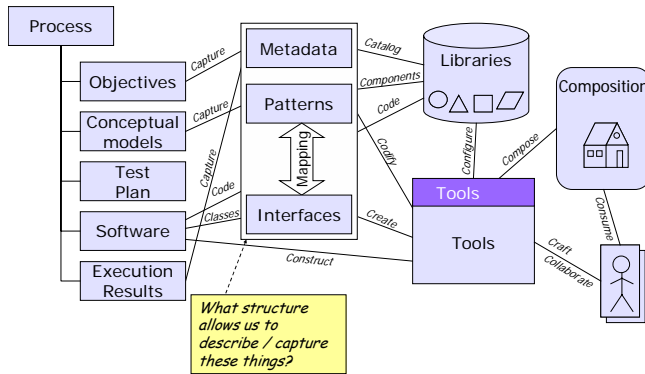 Process
Objectives
Conceptual
models
Test
Plan
Software
Execution
Results
Capture
Capture
Capture
Code
Classes
Construct
Metadata
Patterns
Mapping
Interfaces
What structure
allows us to
describe / capture
these things?
Catalog
Components
Code
Codify
Create
Libraries
Configure
Tools
Tools
Compose
Composition
Consume
Craft
Collaborate